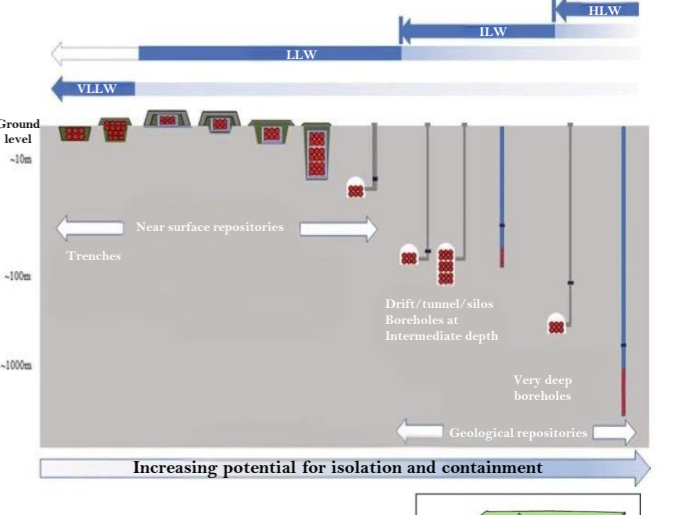 HLW
ILW
LLW
VLLW
Ground
level
~10m
Near surface repositories
Trenches
~100m
Drift/tunnel/silos
Boreholes at
Intermediate depth
~1000m
Very deep
boreholes
Geological repositories
Increasing potential for isolation and containment